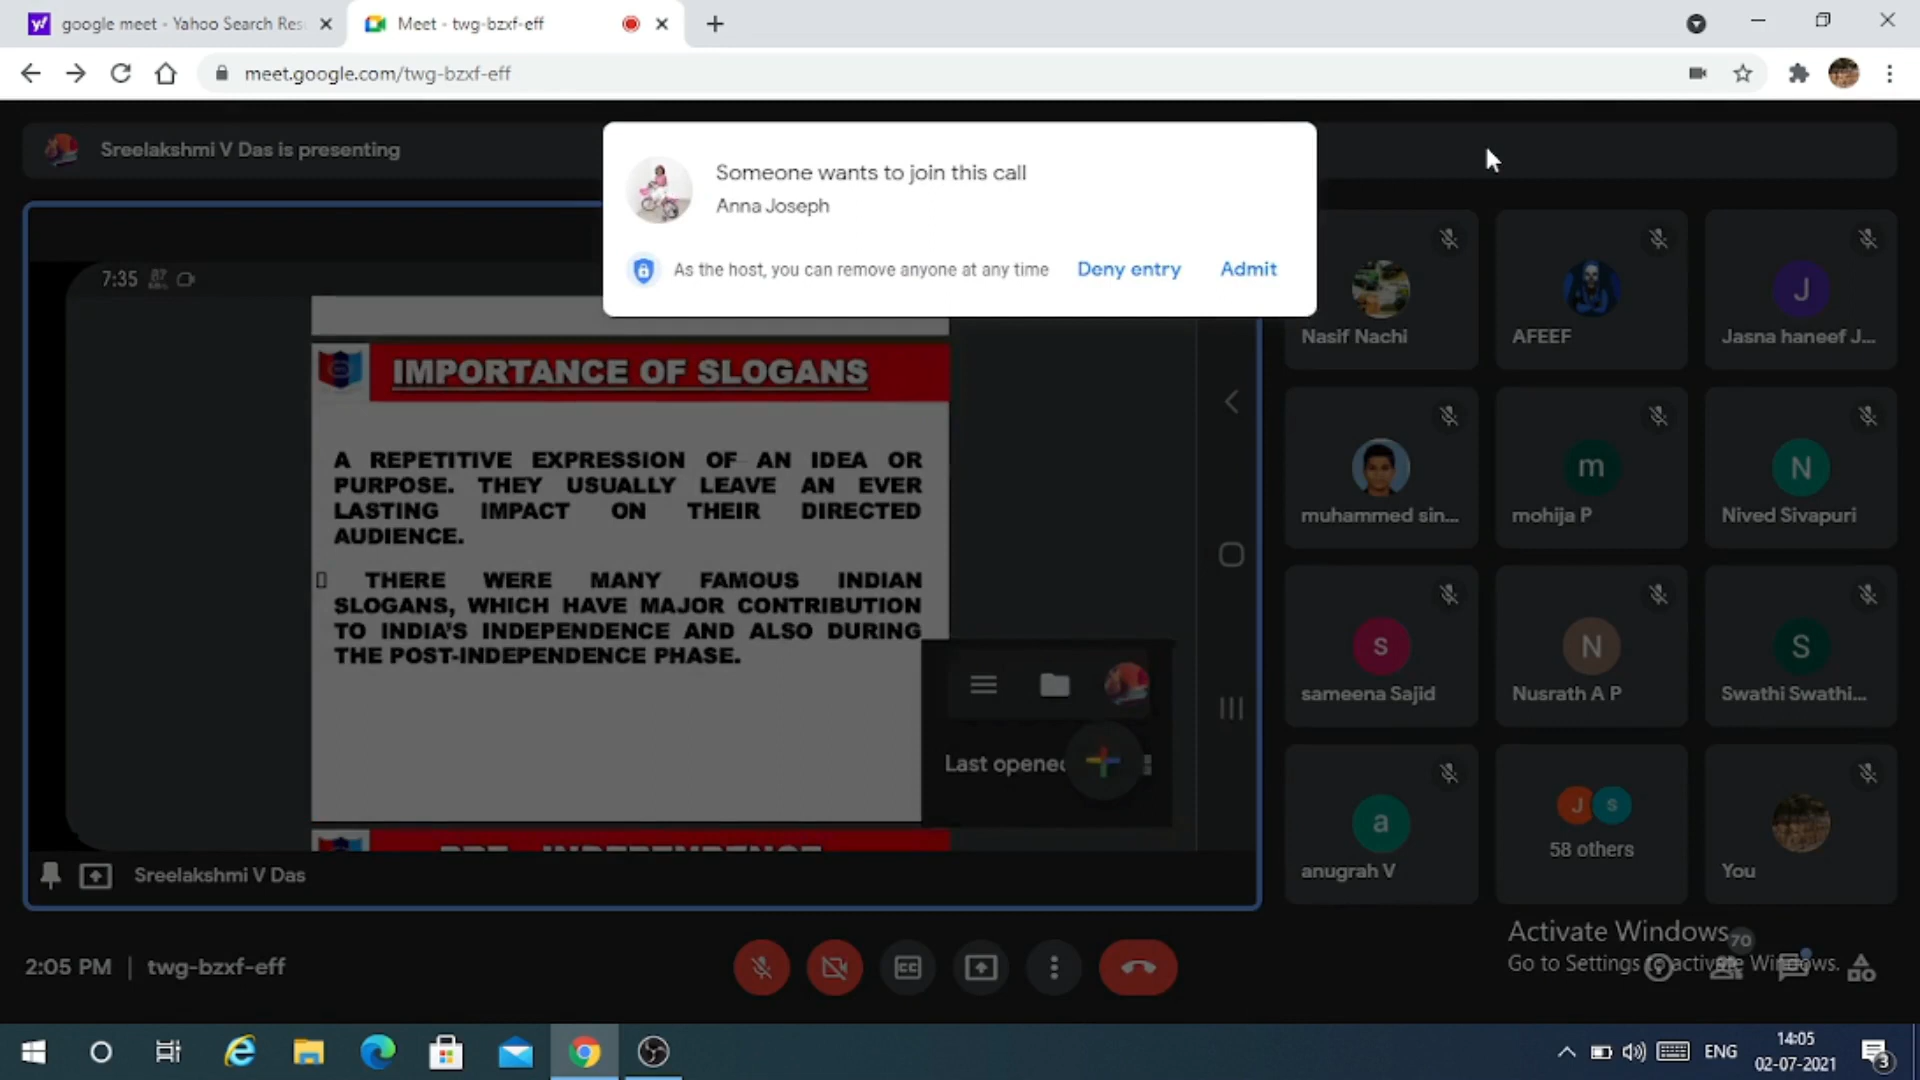 google meet - Yahoo Search Res
Meet - twg-bzxf-eff
meet.google.com/twg-bzxf-eff
Sreelakshmi V Das is presenting
Someone wants to join this call
Anna Joseph
As the host, you can remove anyone at any time
Deny entry
Admit
7:35
87
IMPORTANCE OF SLOGANS
A REPETITIVE EXPRESSION OF AN IDEA OR
PURPOSE. THEY USUALLY LEAVE AN EVER
LASTING IMPACT ON THEIR DIRECTED
AUDIENCE.
THERE WERE MANY FAMOUS INDIAN
SLOGANS, WHICH HAVE MAJOR CONTRIBUTION
TO INDIA'S INDEPENDENCE AND ALSO DURING
THE POST-INDEPENDENCE PHASE.
Last opened
Sreelakshmi V Das
Nasif Nachi
AFEEF
J
Jasna haneef J...
muhammed sin...
m
mohija P
N
Nived Sivapuri
s
sameena Sajid
N
Nusrath A P
S
Swathi Swathi...
a
anugrah V
J
s
58 others
You
2:05 PM | twg-bzxf-eff
Activate Windows
Go to Settings to activate Windows.
70
ENG
14:05
02-07-2021
3